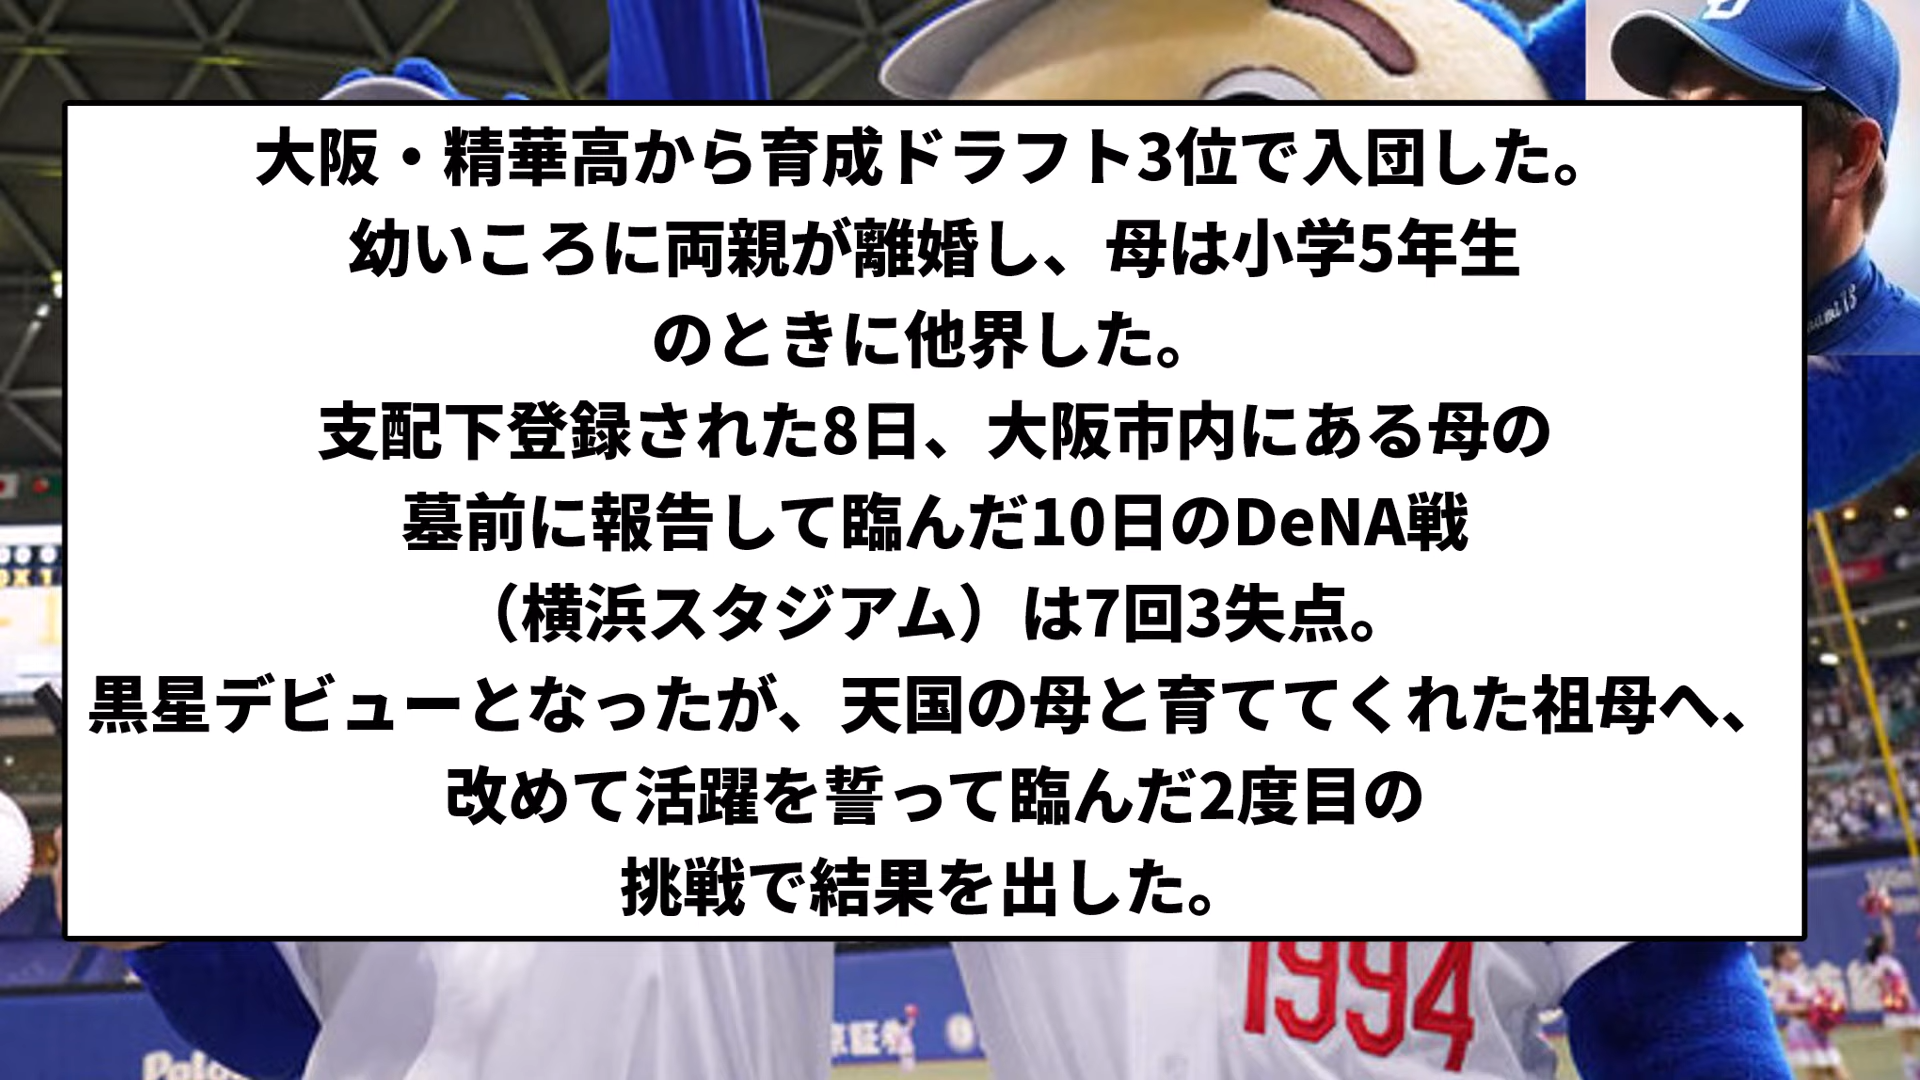 大阪・精華高から育成ドラフト3位で入団した。
幼いころに両親が離婚し、母は小学5年生
のときに他界した。
支配下登録された8日、大阪市内にある母の
墓前に報告して臨んだ10日のDeNA戦
（横浜スタジアム）は7回3失点。
黒星デビューとなったが、天国の母と育ててくれた祖母へ、
改めて活躍を誓って臨んだ2度目の
挑戦で結果を出した。
1994